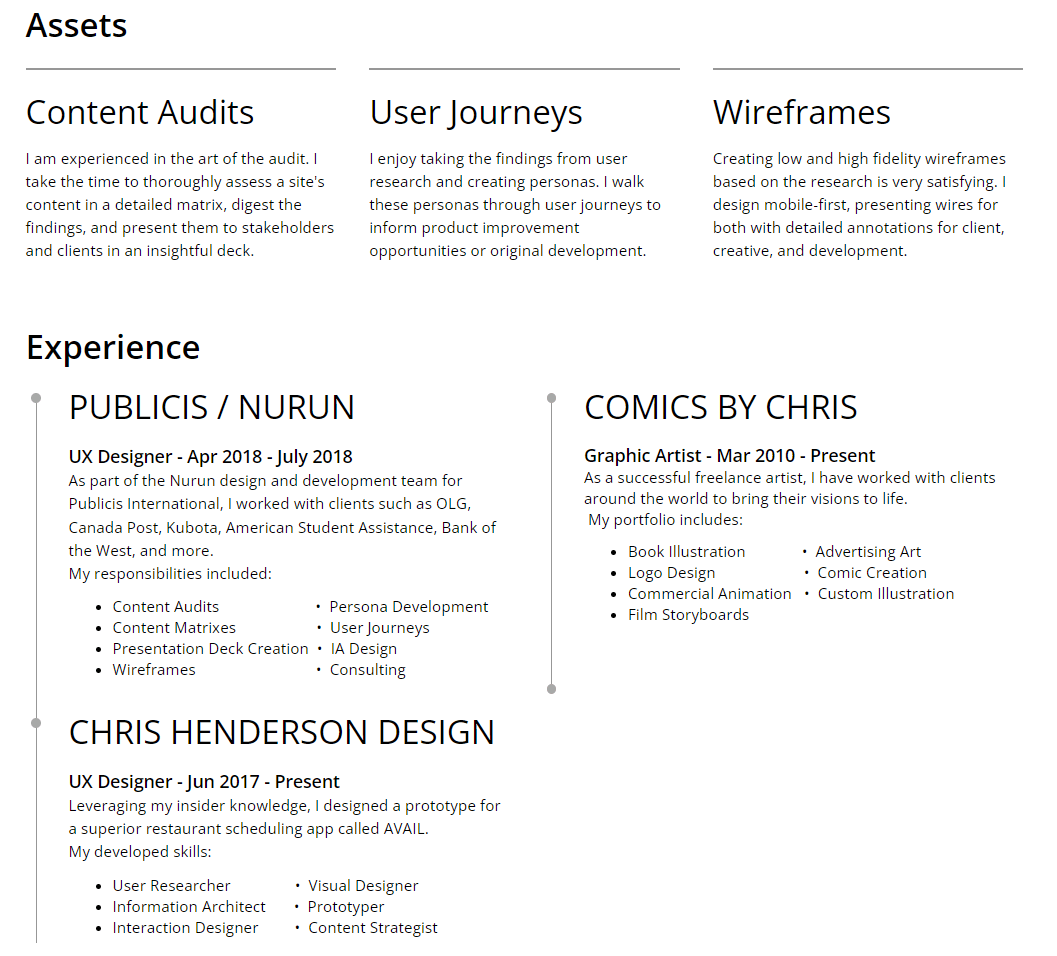 Assets
Content Audits
I am experienced in the art of the audit. I
take the time to thoroughly assess a site's
content in a detailed matrix, digest the
findings, and present them to stakeholders
and clients in an insightful deck.
User Journeys
I enjoy taking the findings from user
research and creating personas. I walk
these personas through user journeys to
inform product improvement
opportunities or original development.
Wireframes
Creating low and high fidelity wireframes
based on the research is very satisfying. I
design mobile-first, presenting wires for
both with detailed annotations for client,
creative, and development.
Experience
PUBLICIS / NURUN
UX Designer - Apr 2018 - July 2018
As part of the Nurun design and development team for
Publicis International, I worked with clients such as OLG,
Canada Post, Kubota, American Student Assistance, Bank of
the West, and more.
My responsibilities included:
• Content Audits • Persona Development
• Content Matrixes • User Journeys
• Presentation Deck Creation • IA Design
• Wireframes • Consulting
CHRIS HENDERSON DESIGN
UX Designer - Jun 2017 - Present
Leveraging my insider knowledge, I designed a prototype for
a superior restaurant scheduling app called AVAIL.
My developed skills:
• User Researcher • Visual Designer
• Information Architect • Prototyper
• Interaction Designer • Content Strategist
COMICS BY CHRIS
Graphic Artist - Mar 2010 - Present
As a successful freelance artist, I have worked with clients
around the world to bring their visions to life.
My portfolio includes:
• Book Illustration • Advertising Art
• Logo Design • Comic Creation
• Commercial Animation • Custom Illustration
• Film Storyboards